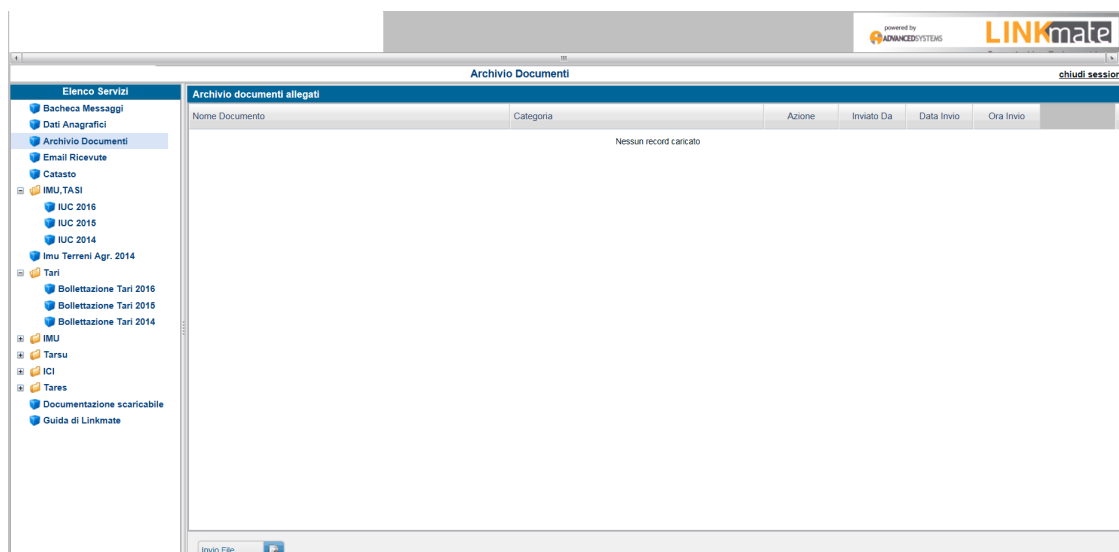 powered by
ADVANCEDSYSTEMS
LINKmate
Archivio Documenti
chiudi session
Elenco Servizi
Bacheca Messaggi
Dati Anagrafici
Archivio Documenti
Email Ricevute
Catasto
IMU,TASI
IUC 2016
IUC 2015
IUC 2014
Imu Terreni Agr. 2014
Tari
Bollettazione Tari 2016
Bollettazione Tari 2015
Bollettazione Tari 2014
IMU
Tarsu
ICI
Tares
Documentazione scaricabile
Guida di Linkmate
Archivio documenti allegati
Nome Documento Categoria Azione Inviato Da Data Invio Ora Invio
Nessun record caricato
Invio File